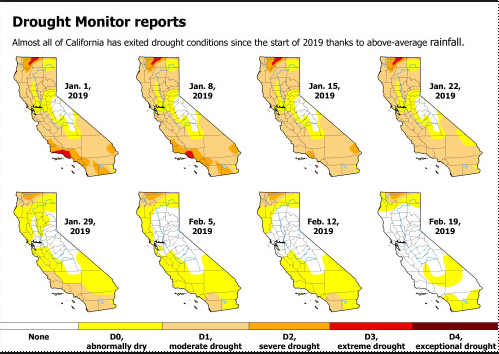 Drought Monitor reports
Almost all of California has exited drought conditions since the start of 2019 thanks to above-average rainfall.
Jan. 1,
2019
Jan. 8,
2019
Jan. 15,
2019
Jan. 22,
2019
Jan. 29,
2019
Feb. 5,
2019
Feb. 12,
2019
Feb. 19,
2019
None
D0,
abnormally dry
D1,
moderate drought
D2,
severe drought
D3,
extreme drought
D4,
exceptional drought